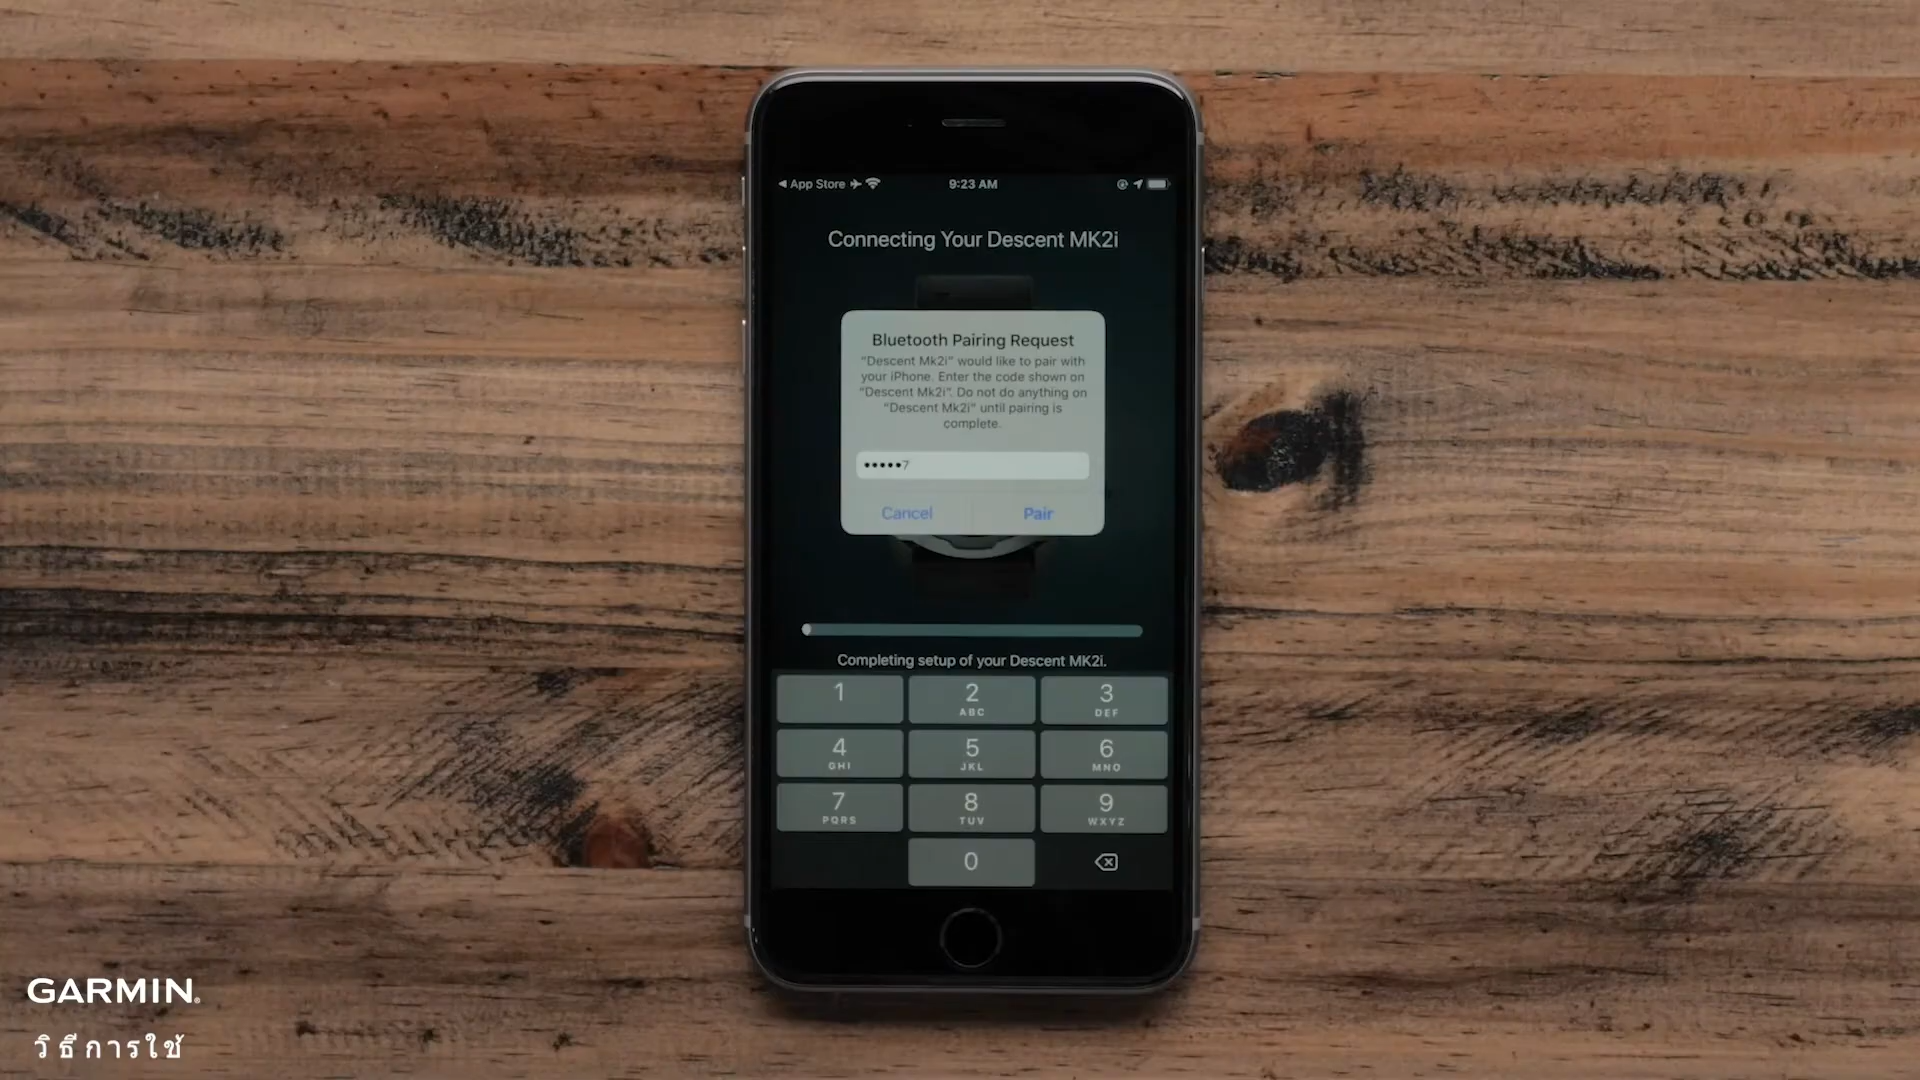 App Store
9:23 AM
Connecting Your Descent MK2i
Bluetooth Pairing Request
“Descent Mk2i” would like to pair with
your iPhone. Enter the code shown on
“Descent Mk2i”. Do not do anything on
“Descent Mk2i” until pairing is
complete.
•••••7
Cancel
Pair
Completing setup of your Descent MK2i.
1
2
ABC
3
DEF
4
GHI
5
JKL
6
MNO
7
PQRS
8
TUV
9
WXYZ
0
GARMIN®
วิธีการใช้